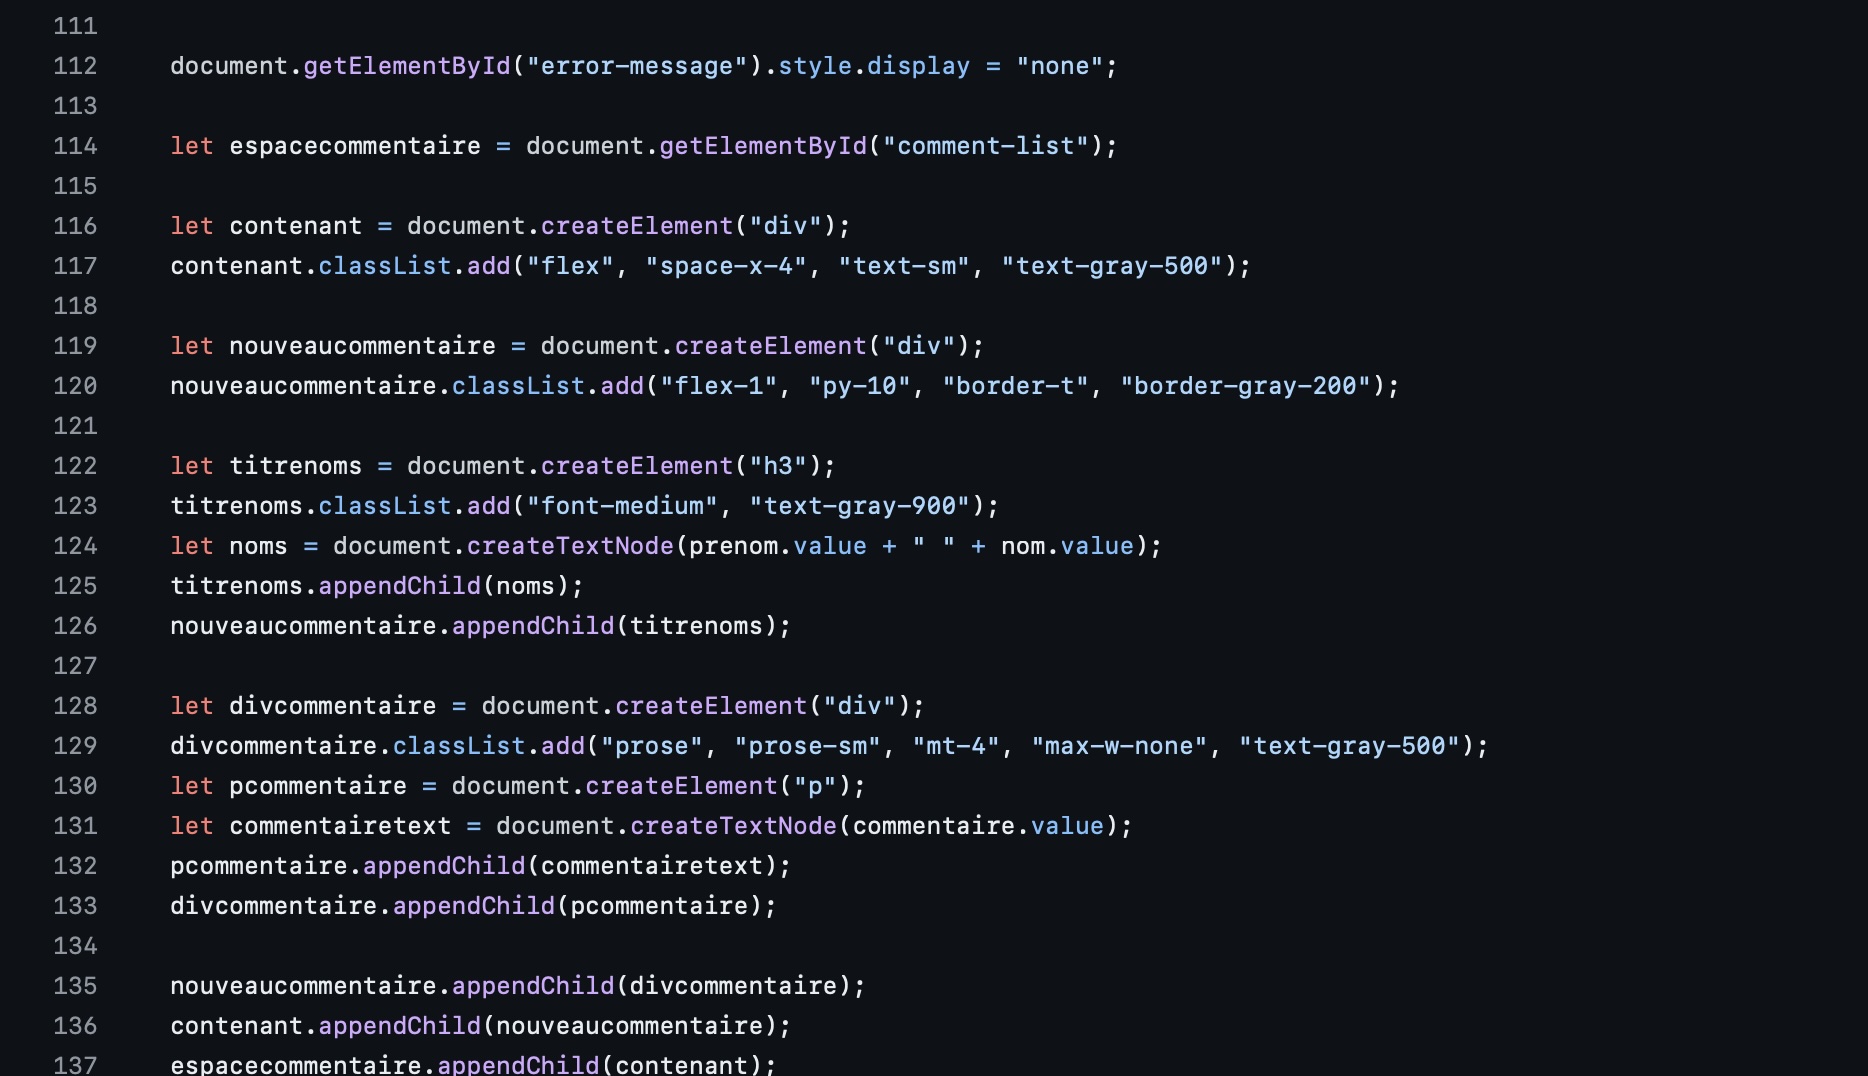 111
112 document.getElementById("error-message").style.display = "none";
113
114 let espacecommentaire = document.getElementById("comment-list");
115
116 let contenant = document.createElement("div");
117 contenant.classList.add("flex", "space-x-4", "text-sm", "text-gray-500");
118
119 let nouveaucommentaire = document.createElement("div");
120 nouveaucommentaire.classList.add("flex-1", "py-10", "border-t", "border-gray-200");
121
122 let titrenoms = document.createElement("h3");
123 titrenoms.classList.add("font-medium", "text-gray-900");
124 let noms = document.createTextNode(prenom.value + " " + nom.value);
125 titrenoms.appendChild(noms);
126 nouveaucommentaire.appendChild(titrenoms);
127
128 let divcommentaire = document.createElement("div");
129 divcommentaire.classList.add("prose", "prose-sm", "mt-4", "max-w-none", "text-gray-500");
130 let pcommentaire = document.createElement("p");
131 let commentairetext = document.createTextNode(commentaire.value);
132 pcommentaire.appendChild(commentairetext);
133 divcommentaire.appendChild(pcommentaire);
134
135 nouveaucommentaire.appendChild(divcommentaire);
136 contenant.appendChild(nouveaucommentaire);
137 espacecommentaire.appendChild(contenant);